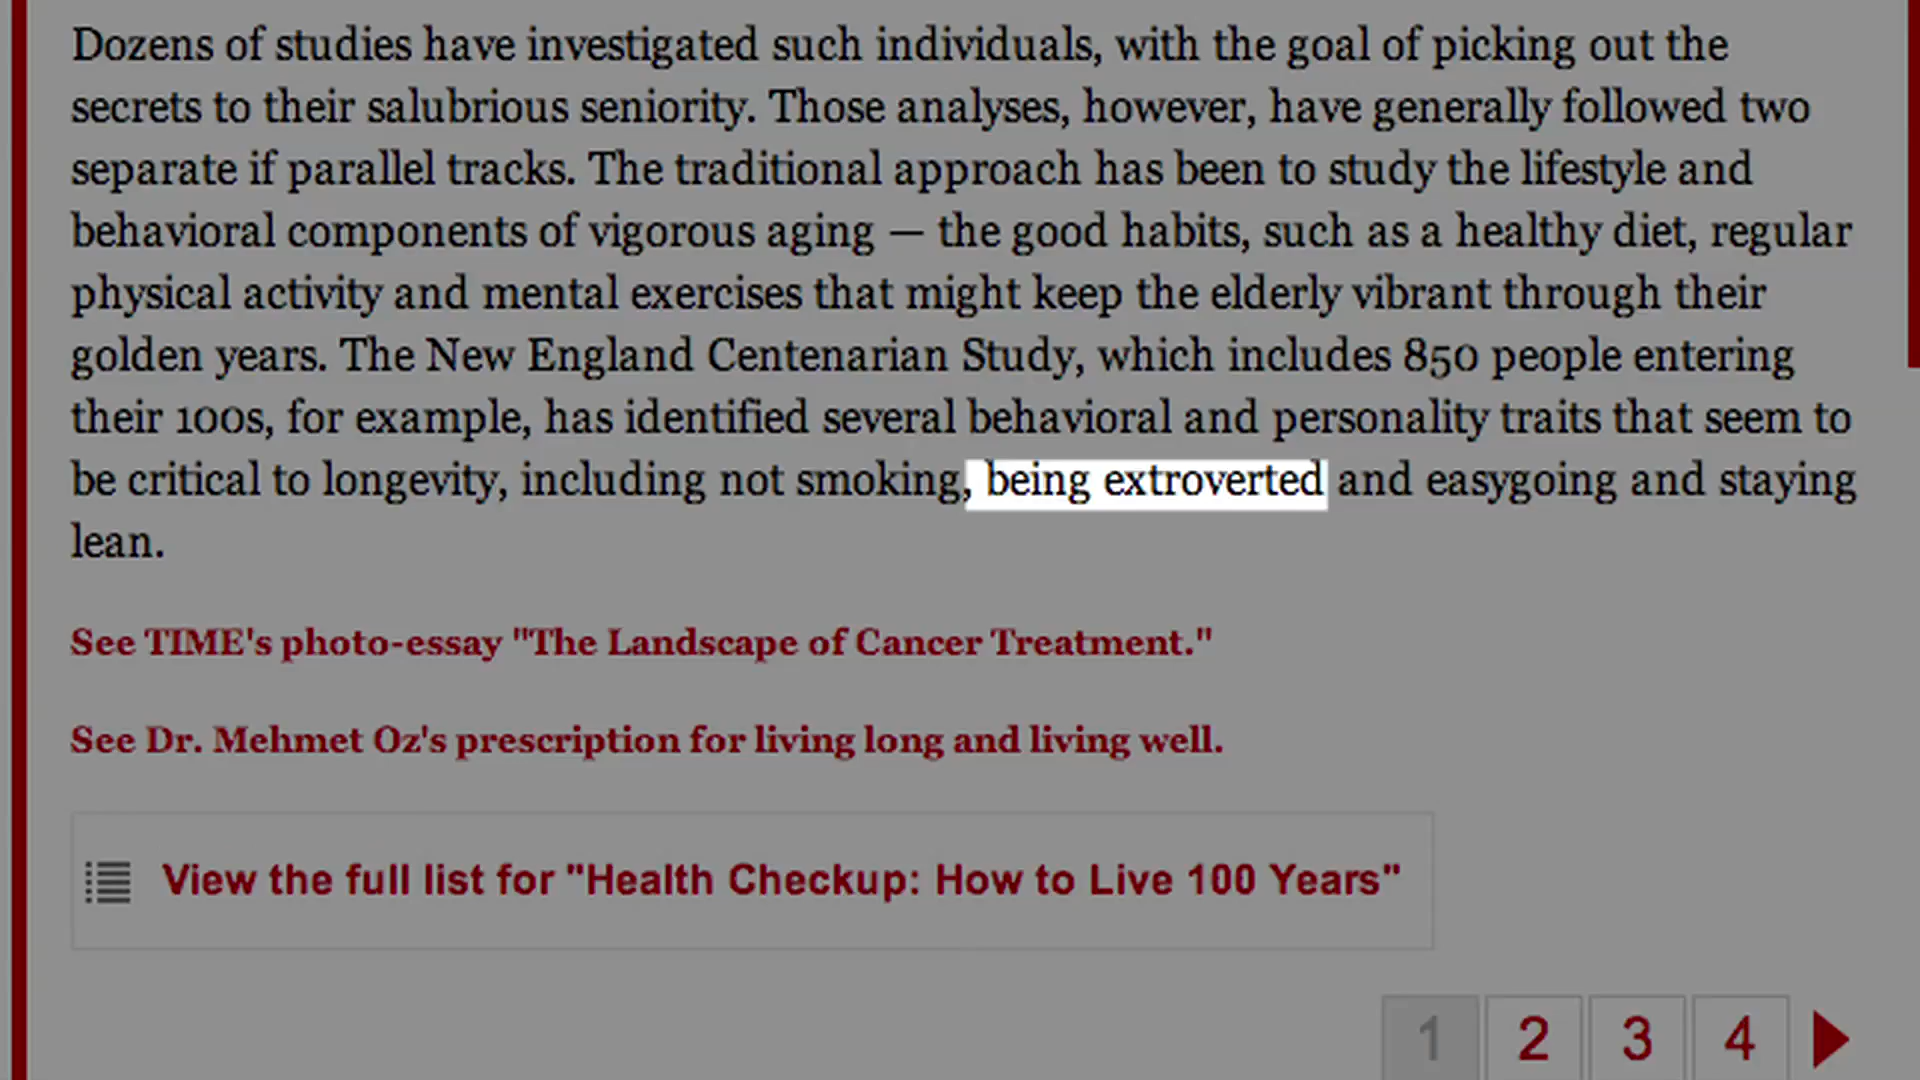 Dozens of studies have investigated such individuals, with the goal of picking out the
secrets to their salubrious seniority. Those analyses, however, have generally followed two
separate if parallel tracks. The traditional approach has been to study the lifestyle and
behavioral components of vigorous aging — the good habits, such as a healthy diet, regular
physical activity and mental exercises that might keep the elderly vibrant through their
golden years. The New England Centenarian Study, which includes 850 people entering
their 100s, for example, has identified several behavioral and personality traits that seem to
be critical to longevity, including not smoking, being extroverted and easygoing and staying
lean.
See TIME's photo-essay "The Landscape of Cancer Treatment."
See Dr. Mehmet Oz's prescription for living long and living well.
View the full list for "Health Checkup: How to Live 100 Years"
1 2 3 4